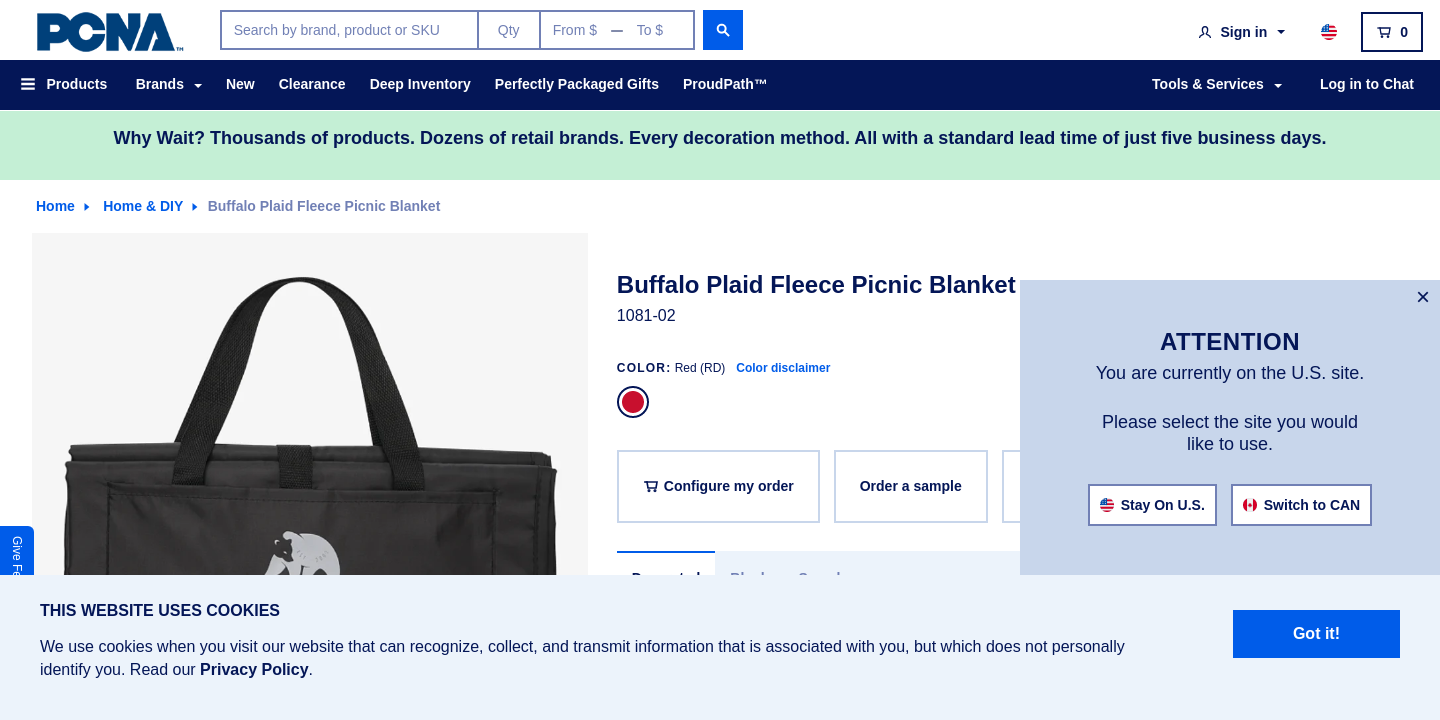 PCNA™
Search by brand, product or SKU
Qty
From $ — To $
Sign in
0
Products
Brands
New
Clearance
Deep Inventory
Perfectly Packaged Gifts
ProudPath™
Tools & Services
Log in to Chat
Why Wait? Thousands of products. Dozens of retail brands. Every decoration method. All with a standard lead time of just five business days.
Home
Home & DIY
Buffalo Plaid Fleece Picnic Blanket
Buffalo Plaid Fleece Picnic Blanket
1081-02
COLOR: Red (RD) Color disclaimer
Configure my order
Order a sample
×
ATTENTION
You are currently on the U.S. site.
Please select the site you would
like to use.
Stay On U.S.
Switch to CAN
Give
THIS WEBSITE USES COOKIES
We use cookies when you visit our website that can recognize, collect, and transmit information that is associated with you, but which does not personally
identify you. Read our Privacy Policy.
Got it!